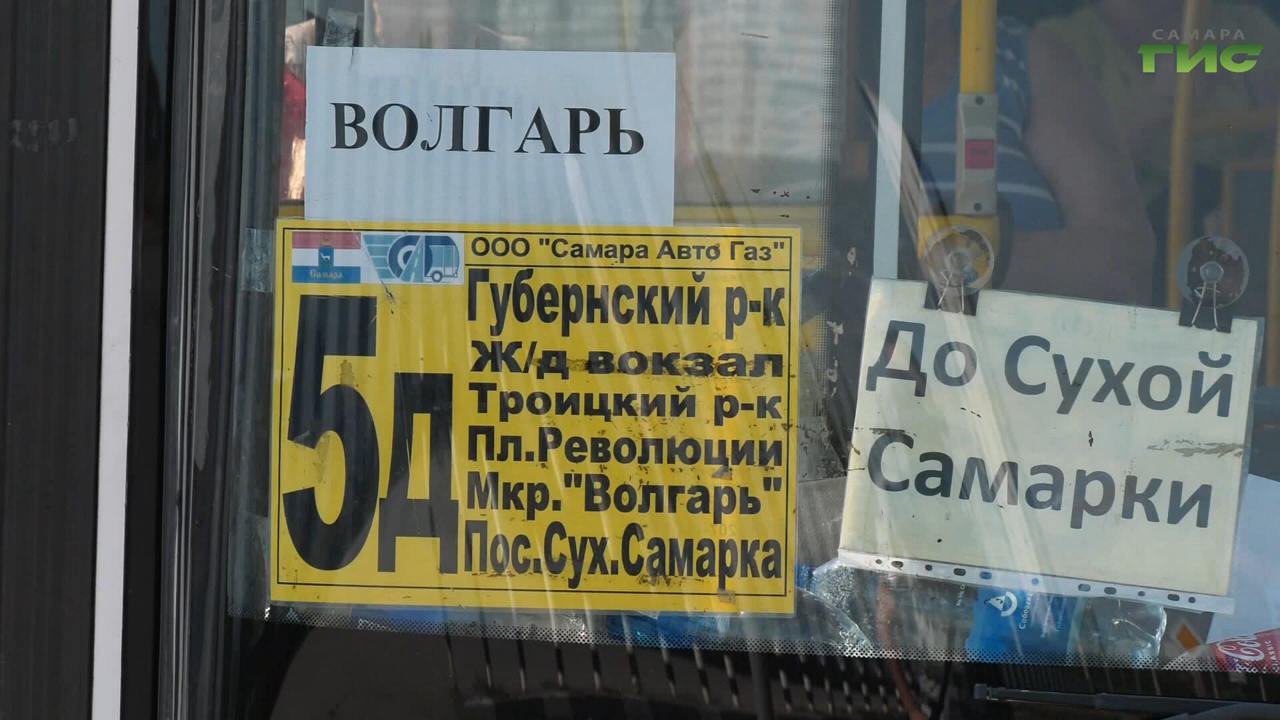 САМАРА
ГИС
ВОЛГАРЬ
Самара
ООО "Самара Авто Газ"
5д
Губернский р-к
Ж/д вокзал
Троицкий р-к
Пл.Революции
Мкр."Волгарь"
Пос.Сух.Самарка
До Сухой
Самарки